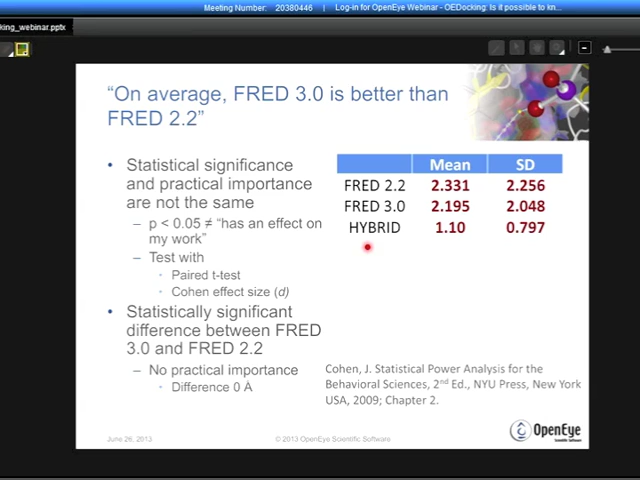 Meeting Number: 20380446 | Log-in for OpenEye Webinar - OEDocking: Is it possible to kn...
king_webinar.pptx
“On average, FRED 3.0 is better than
FRED 2.2”
• Statistical significance
and practical importance
are not the same
– p < 0.05 ≠ “has an effect on
my work”
– Test with
• Paired t-test
• Cohen effect size (d)
• Statistically significant
difference between FRED
3.0 and FRED 2.2
– No practical importance
• Difference 0 Å
Mean SD
FRED 2.2 2.331 2.256
FRED 3.0 2.195 2.048
HYBRID 1.10 0.797
Cohen, J. Statistical Power Analysis for the
Behavioral Sciences, 2nd Ed., NYU Press, New York
USA, 2009; Chapter 2.
June 26, 2013 © 2013 OpenEye Scientific Software
OpenEye
Scientific Software